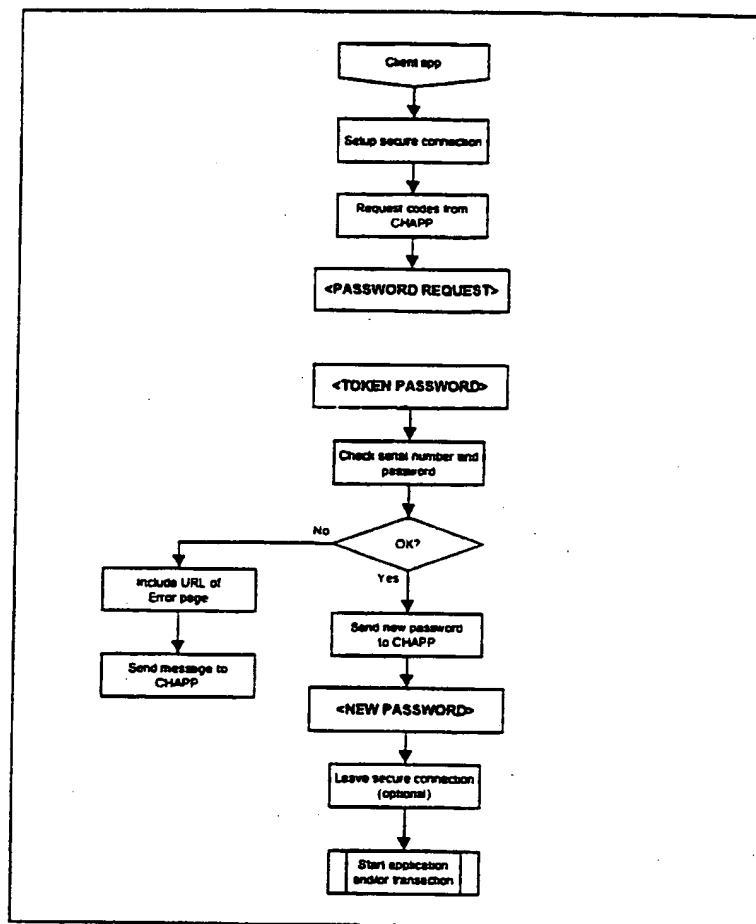 Client app
Setup secure connection
Request codes from
CHAPP
<PASSWORD REQUEST>
<TOKEN PASSWORD>
Check serial number and
password
OK?
No
Yes
Include URL of
Error page
Send message to
CHAPP
Send new password
to CHAPP
<NEW PASSWORD>
Leave secure connection
(optional)
Start application
and/or transaction